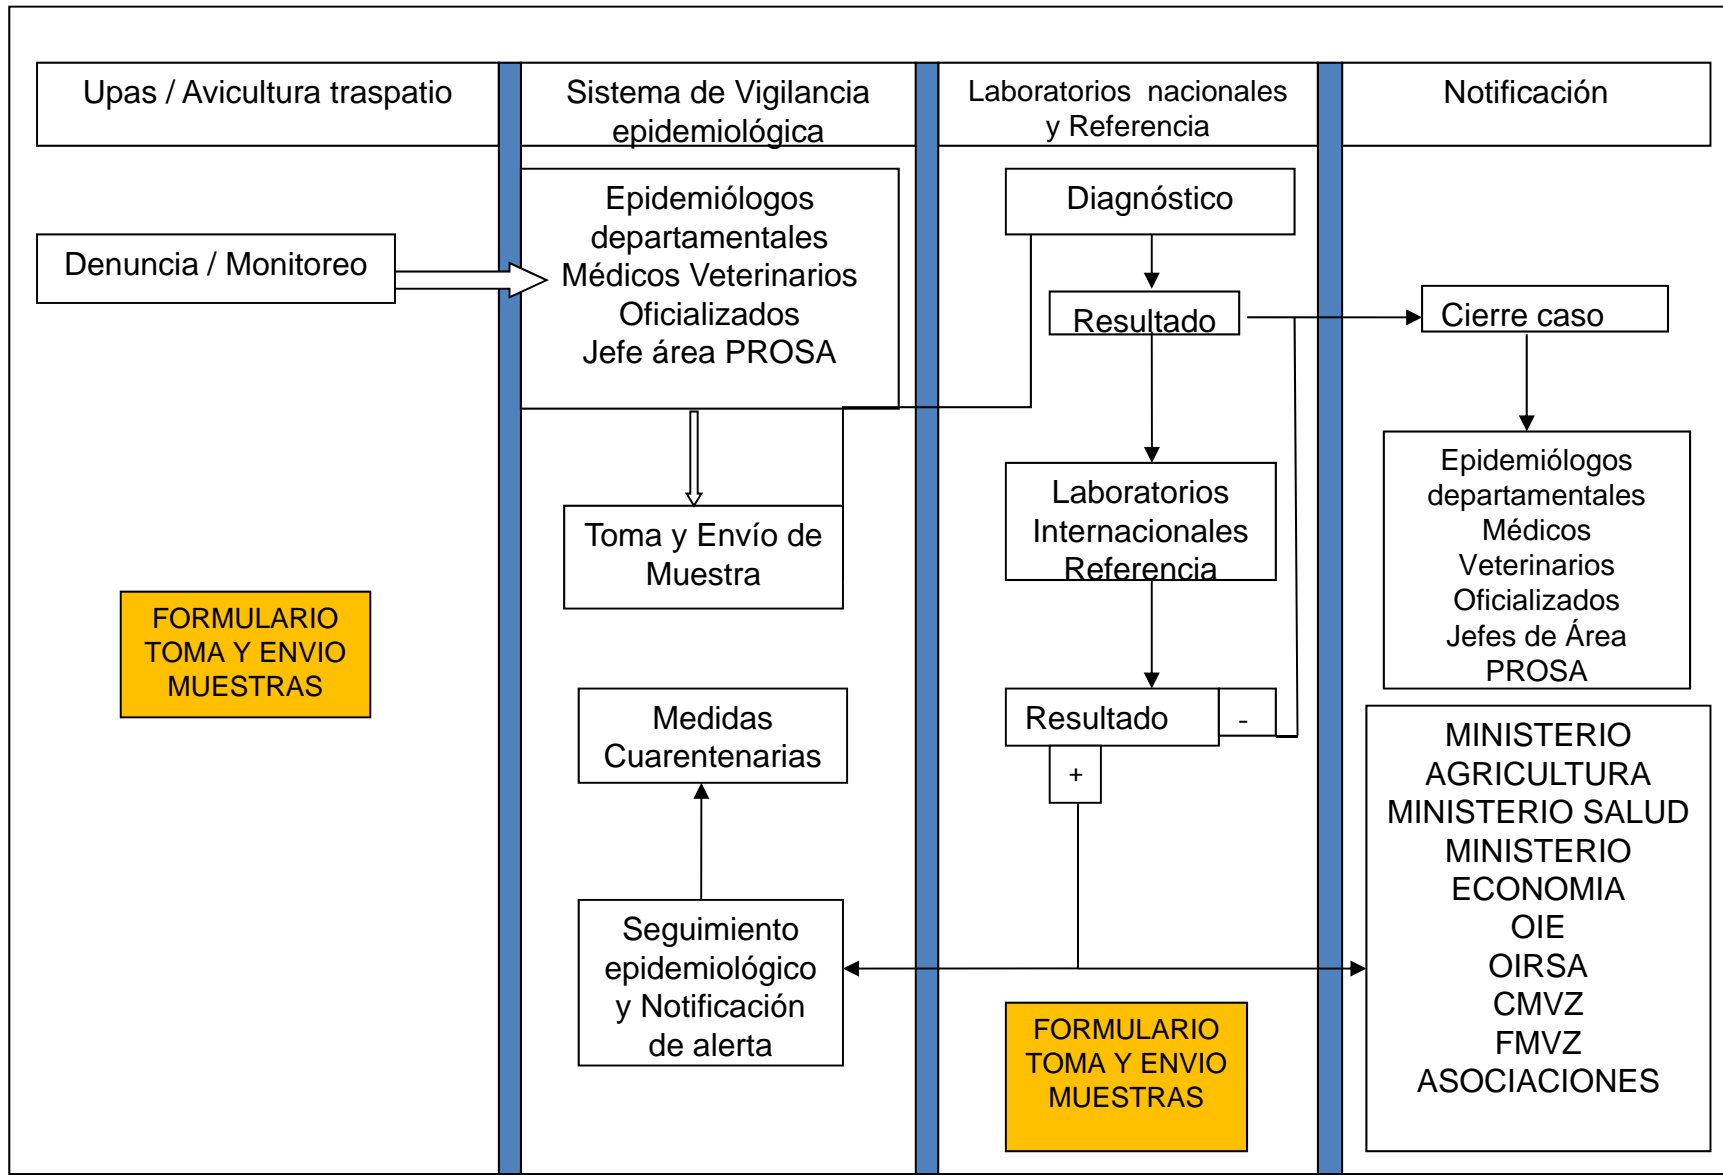 Upas / Avicultura traspatio
Sistema de Vigilancia
epidemiológica
Laboratorios nacionales
y Referencia
Notificación
Denuncia / Monitoreo
FORMULARIO
TOMA Y ENVIO
MUESTRAS
Epidemiólogos
departamentales
Médicos Veterinarios
Oficializados
Jefe área PROSA
Toma y Envío de
Muestra
Medidas
Cuarentenarias
Seguimiento
epidemiológico
y Notificación
de alerta
Diagnóstico
Resultado
Laboratorios
Internacionales
Referencia
Resultado
-
+
FORMULARIO
TOMA Y ENVIO
MUESTRAS
Cierre caso
Epidemiólogos
departamentales
Médicos
Veterinarios
Oficializados
Jefes de Área
PROSA
MINISTERIO
AGRICULTURA
MINISTERIO SALUD
MINISTERIO
ECONOMIA
OIE
OIRSA
CMVZ
FMVZ
ASOCIACIONES